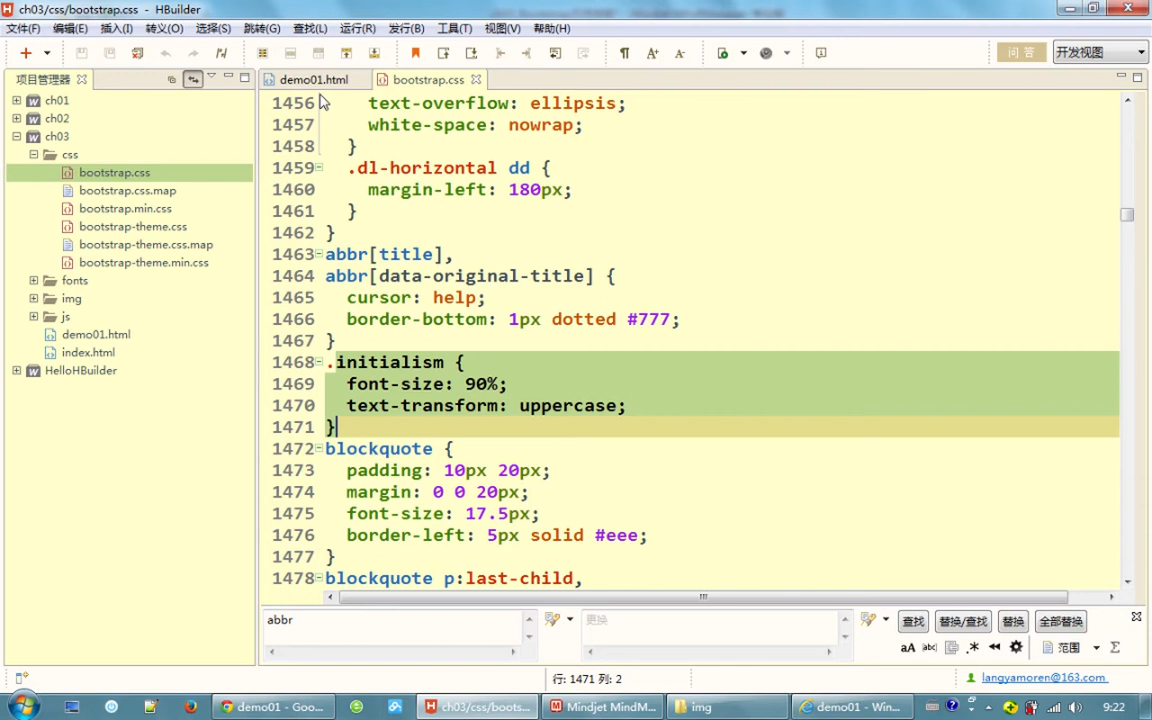 ch03/css/bootstrap.css - HBuilder
文件(F) 编辑(E) 插入(I) 转义(O) 选择(S) 跳转(G) 查找(L) 运行(R) 发行(B) 工具(T) 视图(V) 帮助(H)
问 答 开发视图
项目管理器 demo01.html bootstrap.css
ch01
ch02
ch03
css
bootstrap.css
bootstrap.css.map
bootstrap.min.css
bootstrap-theme.css
bootstrap-theme.css.map
bootstrap-theme.min.css
fonts
img
js
demo01.html
index.html
HelloHBuilder
1456 text-overflow: ellipsis;
1457 white-space: nowrap;
1458 }
1459 .dl-horizontal dd {
1460 margin-left: 180px;
1461 }
1462 }
1463 abbr[title],
1464 abbr[data-original-title] {
1465 cursor: help;
1466 border-bottom: 1px dotted #777;
1467 }
1468 .initialism {
1469 font-size: 90%;
1470 text-transform: uppercase;
1471 }
1472 blockquote {
1473 padding: 10px 20px;
1474 margin: 0 0 20px;
1475 font-size: 17.5px;
1476 border-left: 5px solid #eee;
1477 }
1478 blockquote p:last-child,
abbr 更换 查找 替换/查找 替换 全部替换
范围
行: 1471 列: 2 langyamoren@163.com
demo01 - Goo... ch03/css/boots... Mindjet MindM... img demo01 - Win... 9:22